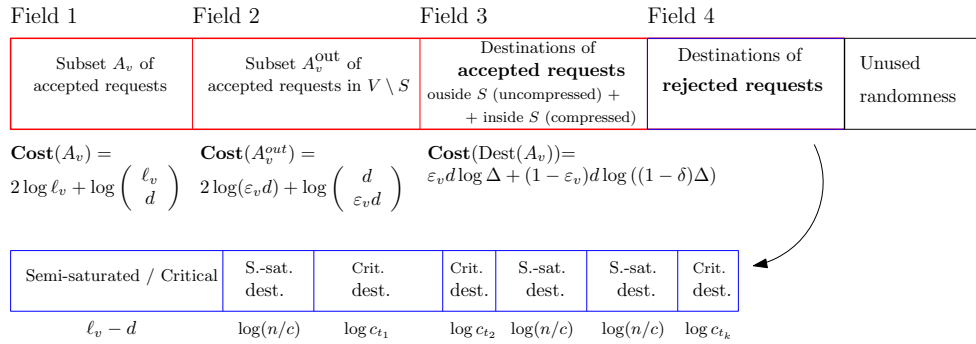 Field 1 Field 2 Field 3 Field 4
Subset A_v of
accepted requests
Subset A_v^out of
accepted requests in V \ S
Destinations of
accepted requests
ouside S (uncompressed) +
+ inside S (compressed)
Destinations of
rejected requests
Unused
randomness
Cost(A_v) =
2 log ℓ_v + log ( ℓ_v
d )
Cost(A_v^out) =
2 log(ε_v d) + log ( d
ε_v d )
Cost(Dest(A_v))=
ε_v d log Δ + (1 − ε_v)d log ((1 − δ)Δ)
Semi-saturated / Critical
S.-sat.
dest.
Crit.
dest.
Crit.
dest.
S.-sat.
dest.
S.-sat.
dest.
Crit.
dest.
ℓ_v − d log(n/c) log c_{t_1} log c_{t_2} log(n/c) log(n/c) log c_{t_k}